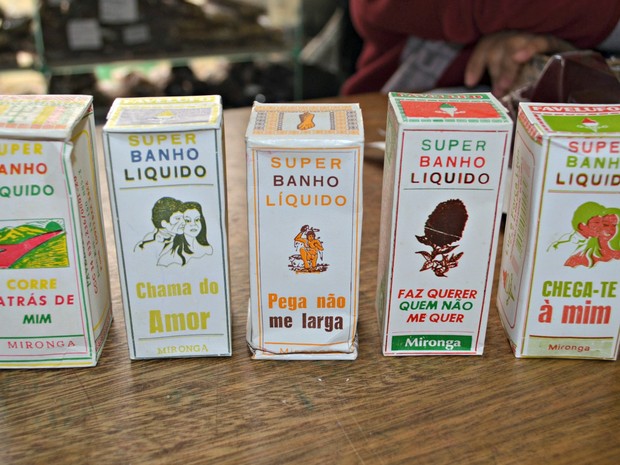 SUPER
BANHO
LIQUIDO
CORRE
ATRÁS DE
MIM
MIRONGA
SUPER
BANHO
LIQUIDO
Chama do
Amor
MIRONGA
SUPER
BANHO
LÍQUIDO
Pega não
me larga
MIRONGA
SUPER
BANHO
LIQUIDO
FAZ QUERER
QUEM NÃO
ME QUER
Mironga
PAVELUFO
SUPER
BANHO
LIQUIDO
CHEGA-TE
à mim
MIRONGA